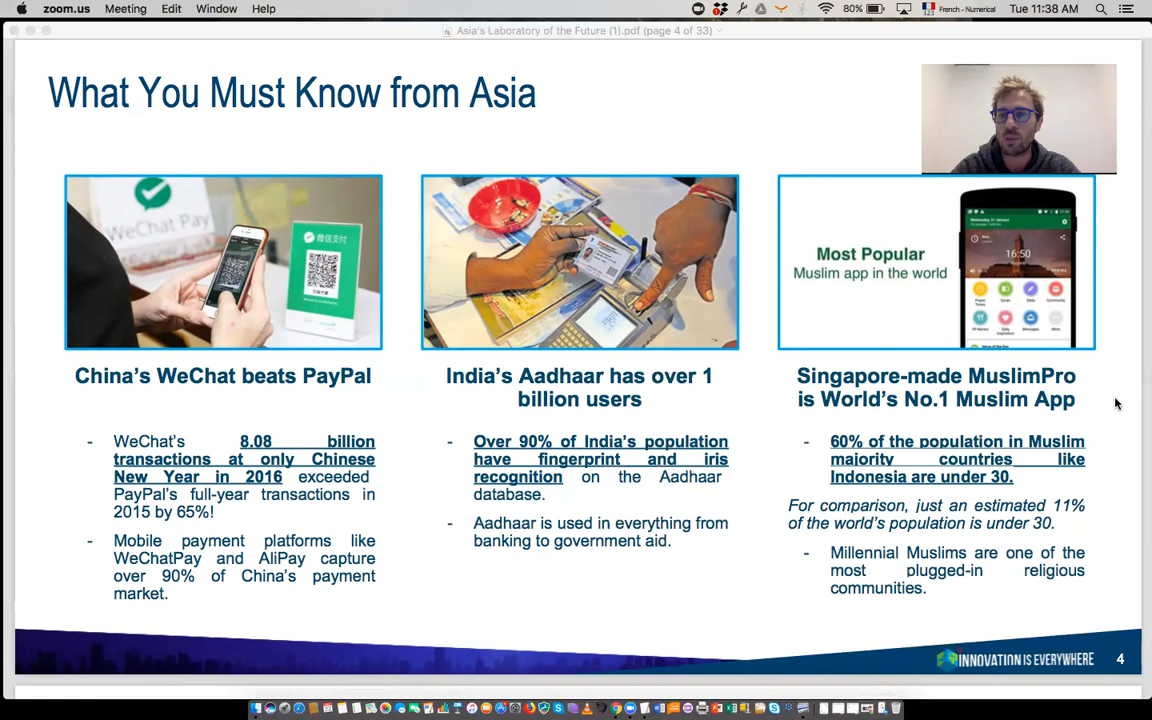 zoom.us Meeting Edit Window Help 80% French - Numerical Tue 11:38 AM
Asia's Laboratory of the Future (1).pdf (page 4 of 33)
What You Must Know from Asia
WeChat Pay
微信支付
Most Popular
Muslim app in the world
16:50
China's WeChat beats PayPal
- WeChat's 8.08 billion
transactions at only Chinese
New Year in 2016 exceeded
PayPal's full-year transactions in
2015 by 65%!
- Mobile payment platforms like
WeChatPay and AliPay capture
over 90% of China's payment
market.
India's Aadhaar has over 1
billion users
- Over 90% of India's population
have fingerprint and iris
recognition on the Aadhaar
database.
- Aadhaar is used in everything from
banking to government aid.
Singapore-made MuslimPro
is World's No.1 Muslim App
- 60% of the population in Muslim
majority countries like
Indonesia are under 30.
For comparison, just an estimated 11%
of the world's population is under 30.
- Millennial Muslims are one of the
most plugged-in religious
communities.
INNOVATION IS EVERYWHERE 4